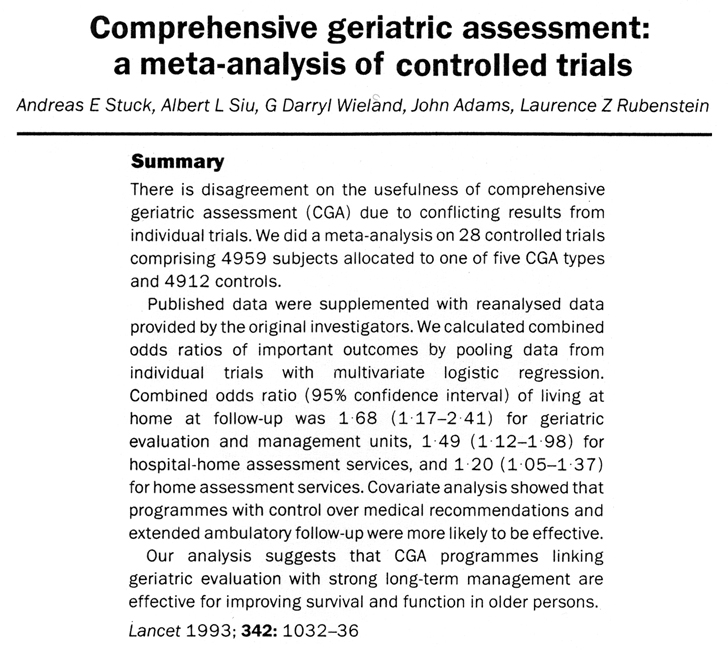 Comprehensive geriatric assessment:
a meta-analysis of controlled trials
Andreas E Stuck, Albert L Siu, G Darryl Wieland, John Adams, Laurence Z Rubenstein
Summary
There is disagreement on the usefulness of comprehensive
geriatric assessment (CGA) due to conflicting results from
individual trials. We did a meta-analysis on 28 controlled trials
comprising 4959 subjects allocated to one of five CGA types
and 4912 controls.
Published data were supplemented with reanalysed data
provided by the original investigators. We calculated combined
odds ratios of important outcomes by pooling data from
individual trials with multivariate logistic regression.
Combined odds ratio (95% confidence interval) of living at
home at follow-up was 1·68 (1·17–2·41) for geriatric
evaluation and management units, 1·49 (1·12–1·98) for
hospital-home assessment services, and 1·20 (1·05–1·37)
for home assessment services. Covariate analysis showed that
programmes with control over medical recommendations and
extended ambulatory follow-up were more likely to be effective.
Our analysis suggests that CGA programmes linking
geriatric evaluation with strong long-term management are
effective for improving survival and function in older persons.
Lancet 1993; 342: 1032–36